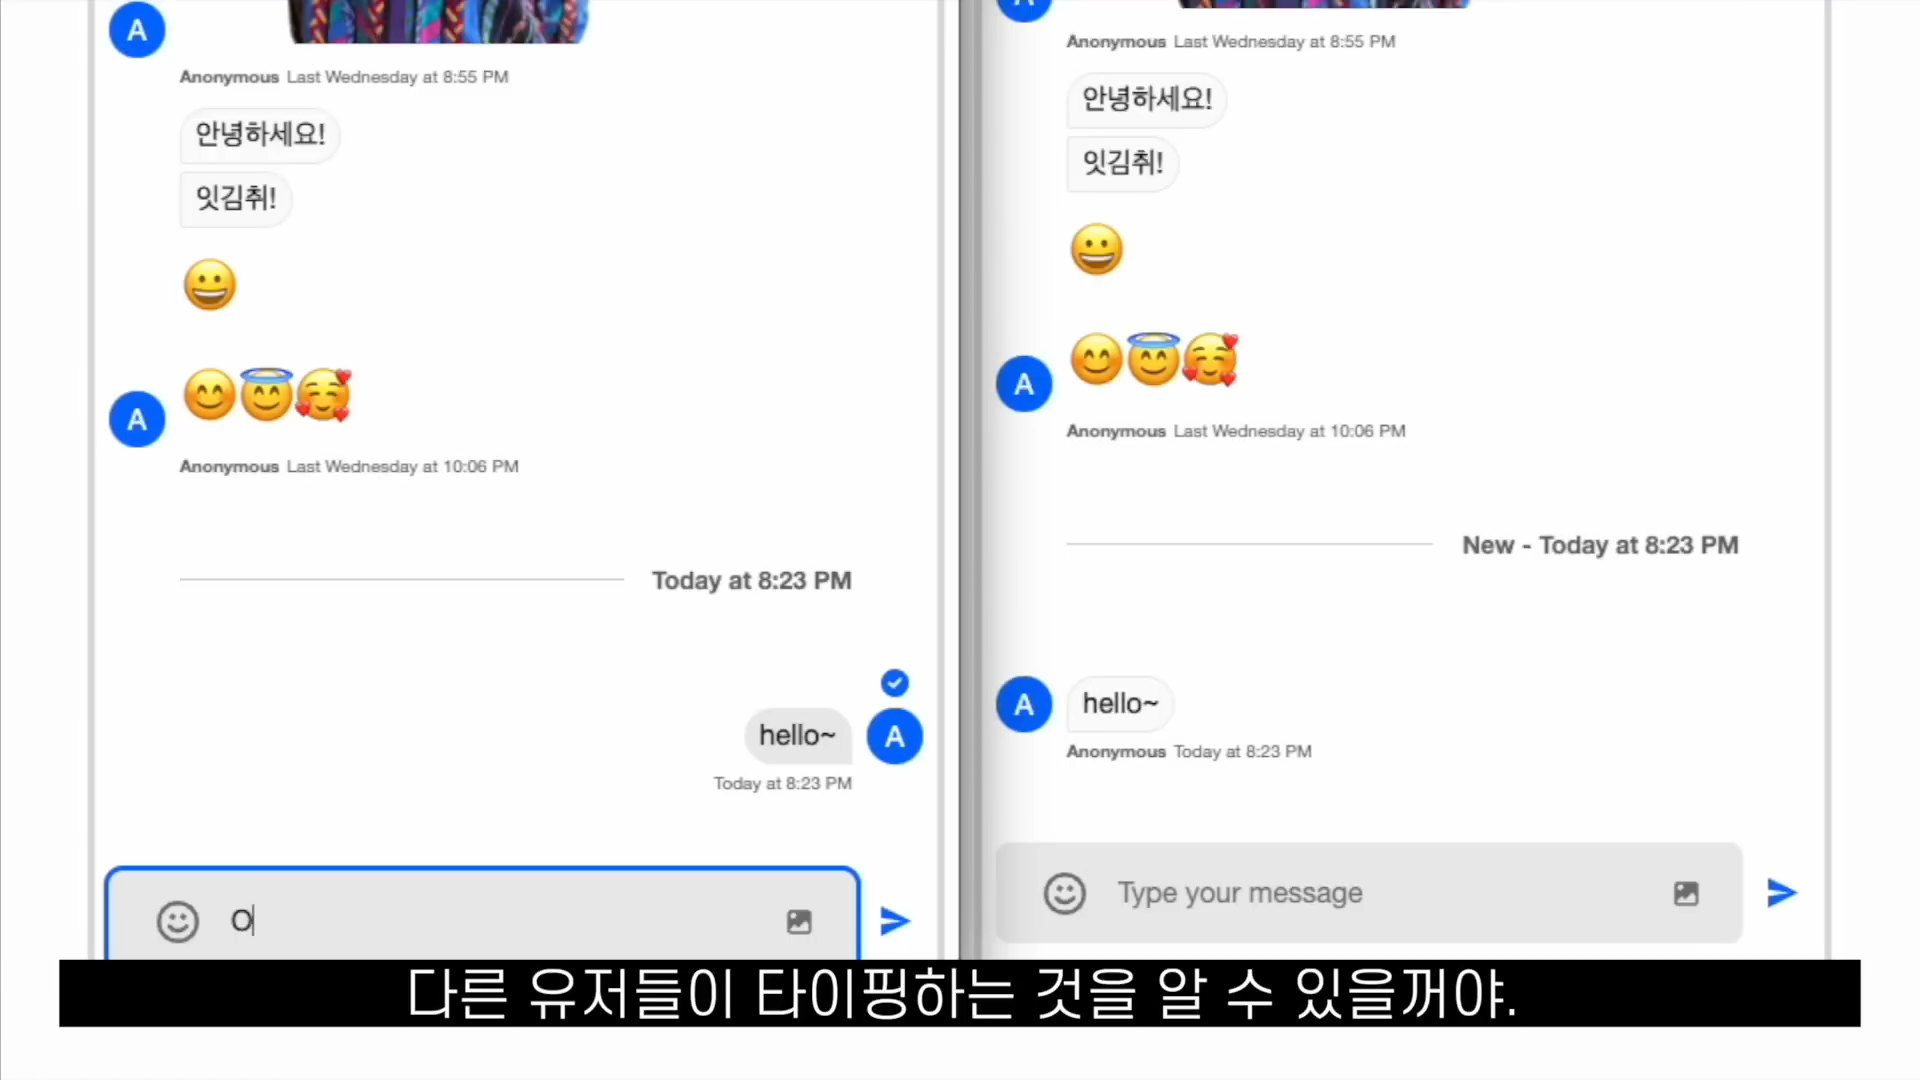 A
Anonymous Last Wednesday at 8:55 PM
안녕하세요!
잇김취!
A
Anonymous Last Wednesday at 10:06 PM
Today at 8:23 PM
hello~
A
Today at 8:23 PM
O
A
Anonymous Last Wednesday at 8:55 PM
안녕하세요!
잇김취!
A
Anonymous Last Wednesday at 10:06 PM
New - Today at 8:23 PM
A
hello~
Anonymous Today at 8:23 PM
Type your message
다른 유저들이 타이핑하는 것을 알 수 있을꺼야.